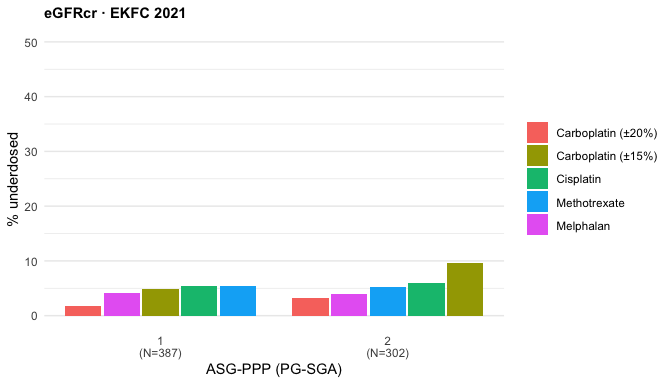 eGFRcr · EKFC 2021
% underdosed
50
40
30
20
10
0
1
(N=387)
2
(N=302)
ASG-PPP (PG-SGA)
Carboplatin (±20%)
Carboplatin (±15%)
Cisplatin
Methotrexate
Melphalan